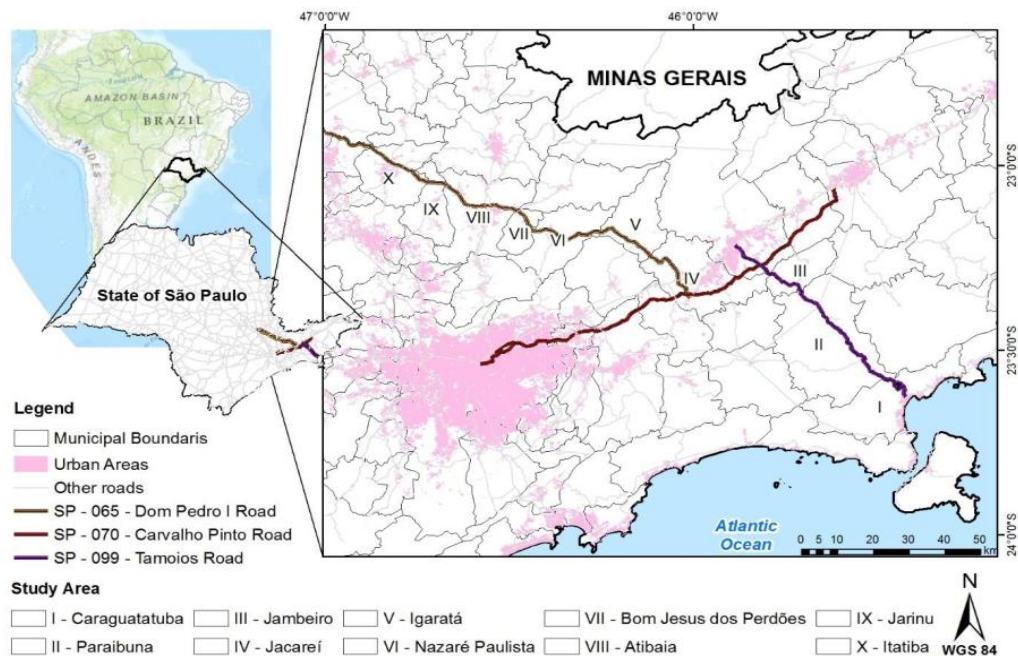 47°0'0"W
46°0'0"W
AMAZON BASIN
BRAZIL
ANDES
MINAS GERAIS
23°0'0"S
X
IX
VIII
VII
VI
V
IV
III
State of São Paulo
23°30'0"S
II
I
Legend
Municipal Boundaris
Urban Areas
Other roads
SP - 065 - Dom Pedro I Road
SP - 070 - Carvalho Pinto Road
SP - 099 - Tamoios Road
Atlantic
Ocean
0 5 10 20 30 40 50
km
24°0'0"S
Study Area
I - Caraguatatuba
III - Jambeiro
V - Igaratá
VII - Bom Jesus dos Perdões
IX - Jarinu
II - Paraibuna
IV - Jacareí
VI - Nazaré Paulista
VIII - Atibaia
X - Itatiba
N
WGS 84